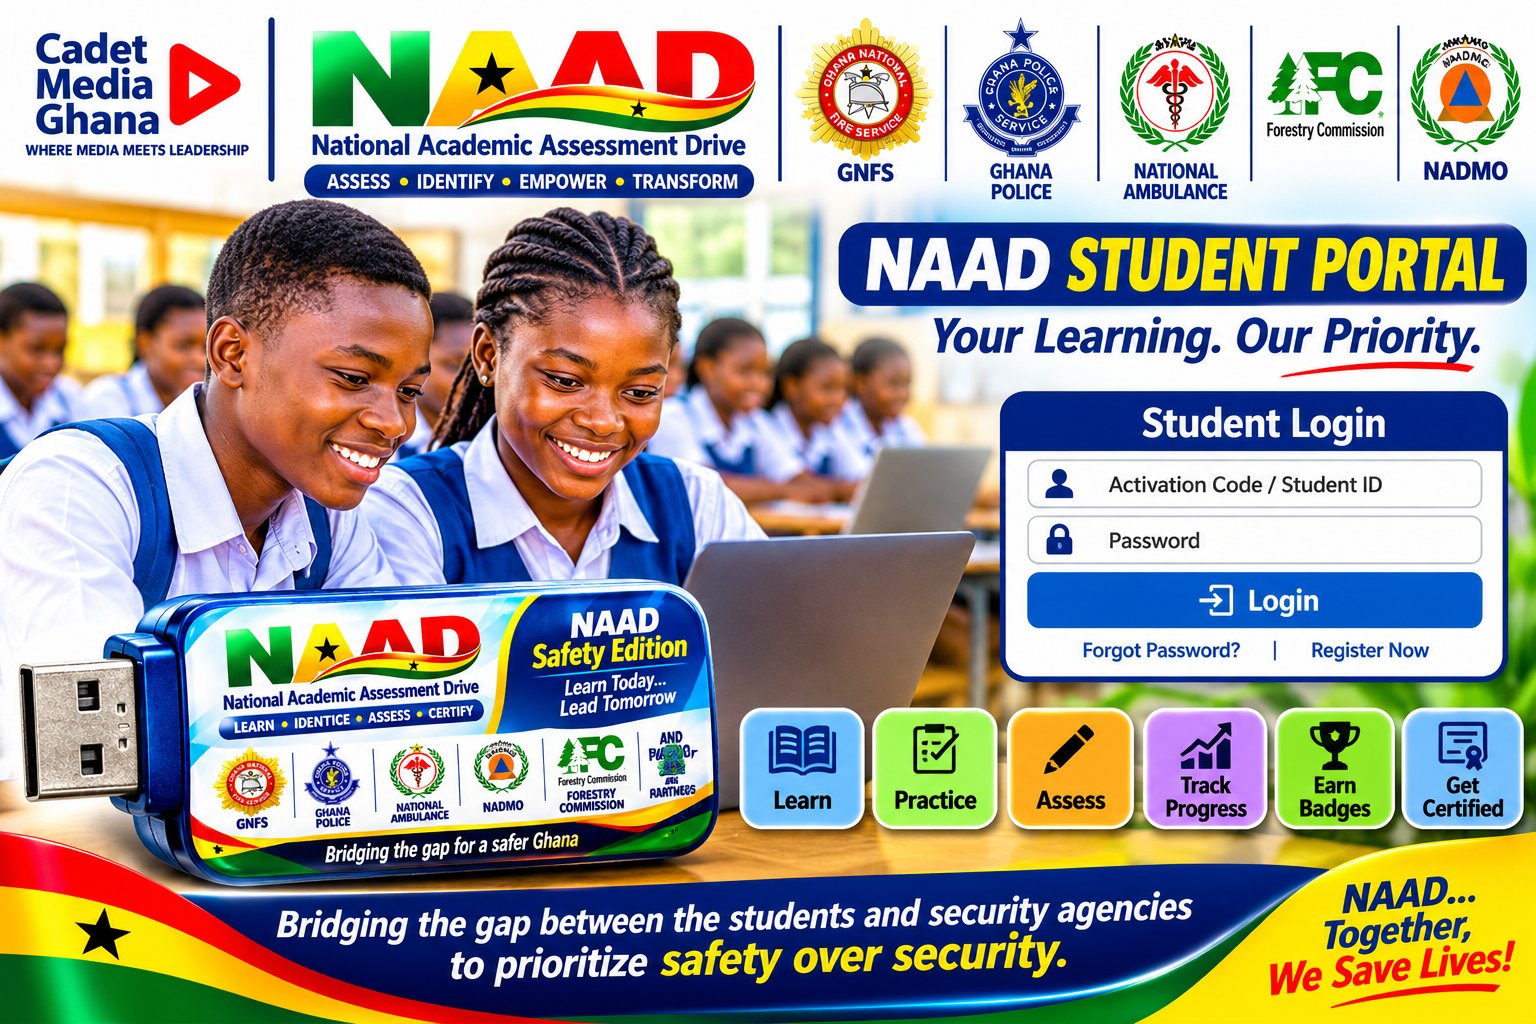 Cadet
Media
Ghana
WHERE MEDIA MEETS LEADERSHIP
NAAD
National Academic Assessment Drive
ASSESS • IDENTIFY • EMPOWER • TRANSFORM
GHANA NATIONAL
FIRE SERVICE
GNFS
GHANA POLICE
SERVICE
GHANA
POLICE
NATIONAL
AMBULANCE
FC
Forestry Commission
NADMO
NAAD STUDENT PORTAL
Your Learning. Our Priority.
Student Login
Activation Code / Student ID
Password
Login
Forgot Password? | Register Now
Learn
Practice
Assess
Track
Progress
Earn
Badges
Get
Certified
NAAD
National Academic Assessment Drive
LEARN • IDENTICE • ASSESS • CERTIFY
NAAD
Safety Edition
Learn Today...
Lead Tomorrow
GNFS
GHANA
POLICE
NATIONAL
AMBULANCE
NADMO
FC
Forestry Commission
FORESTRY
COMMISSION
AND
Bridging the gap for a safer Ghana
Bridging the gap between the students and security agencies
to prioritize safety over security.
NAAD...
Together,
We Save Lives!